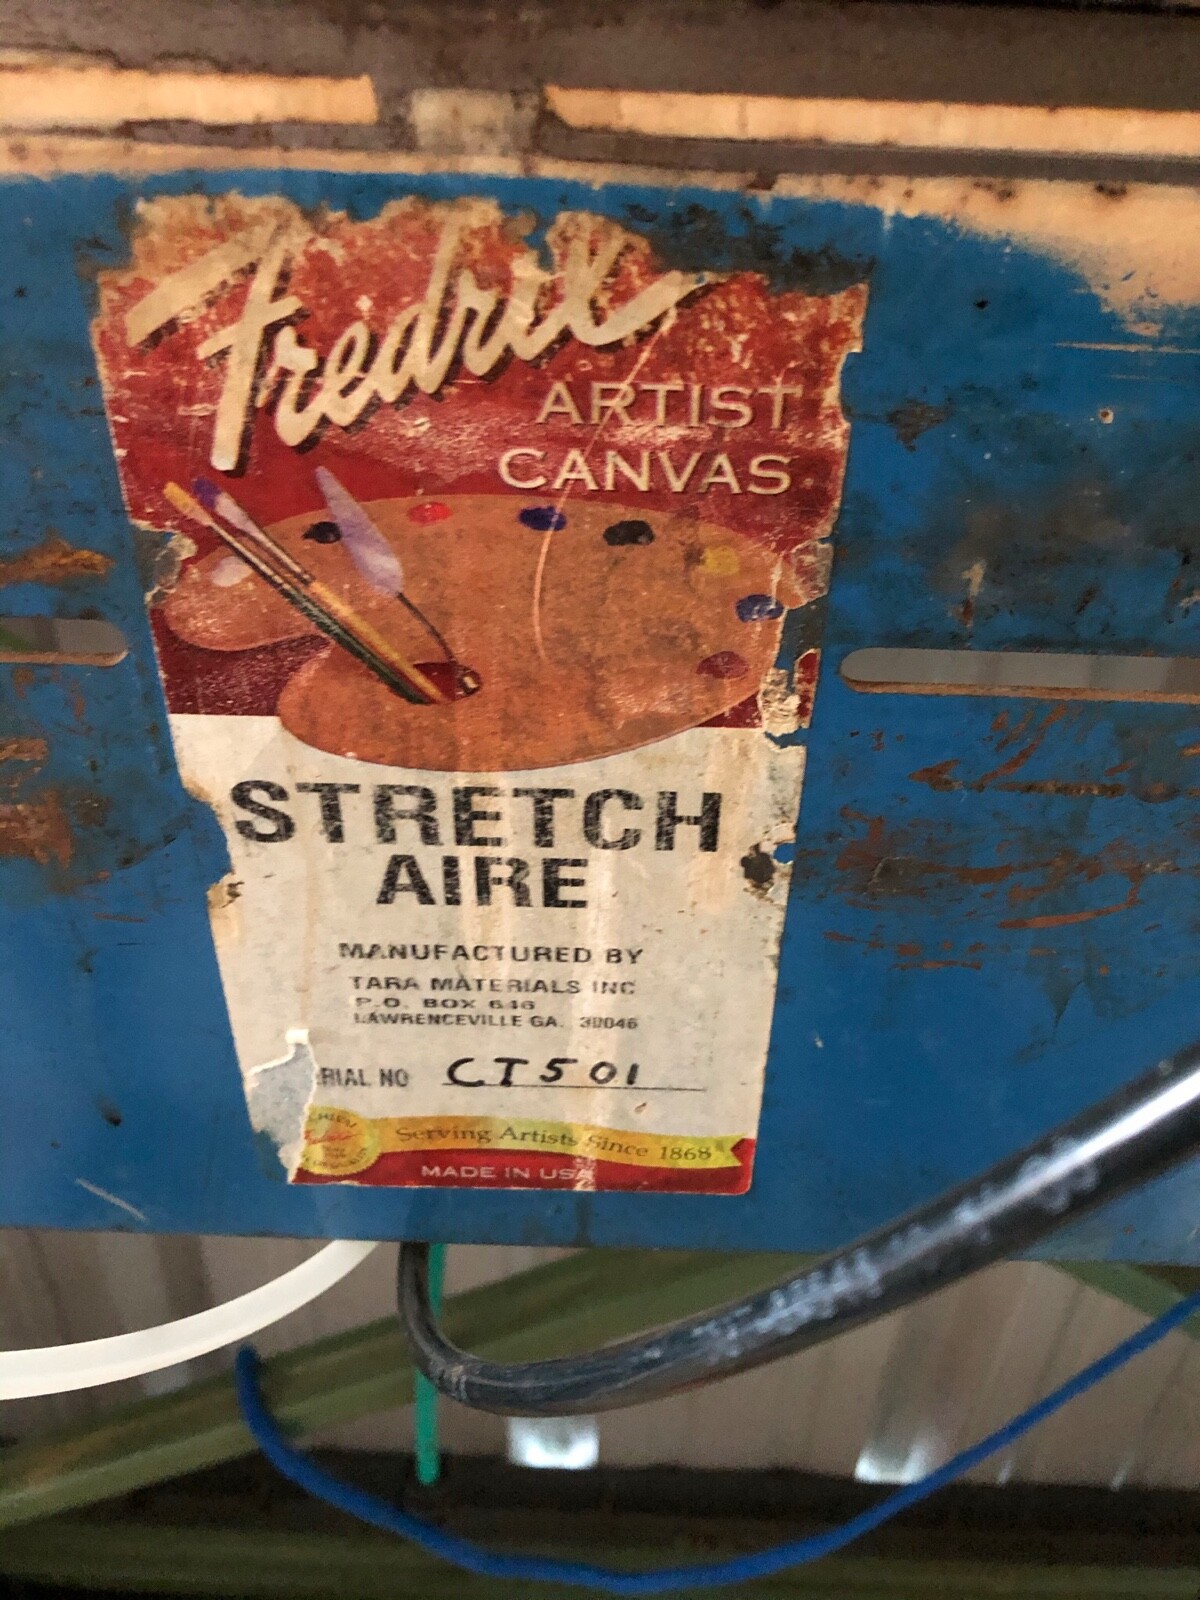 Fredrix
ARTIST
CANVAS
STRETCH
AIRE
MANUFACTURED BY
TARA MATERIALS INC
P.O. BOX 646
LAWRENCEVILLE GA. 30046
RIAL NO CT501
Serving Artists Since 1868
MADE IN USA